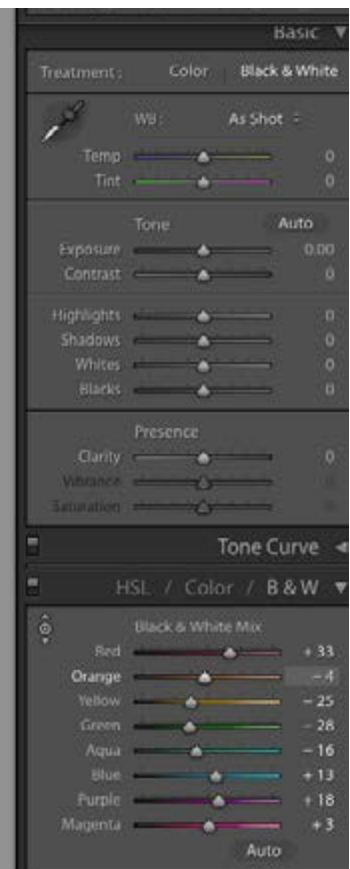 Basic
Treatment : Color Black & White
WB : As Shot
Temp 0
Tint 0
Tone Auto
Exposure 0.00
Contrast 0
Highlights 0
Shadows 0
Whites 0
Blacks 0
Presence
Clarity 0
Vibrance
Saturation
Tone Curve
HSL / Color / B & W
Black & White Mix
Red + 33
Orange - 4
Yellow - 25
Green - 28
Aqua - 16
Blue + 13
Purple + 18
Magenta + 3
Auto